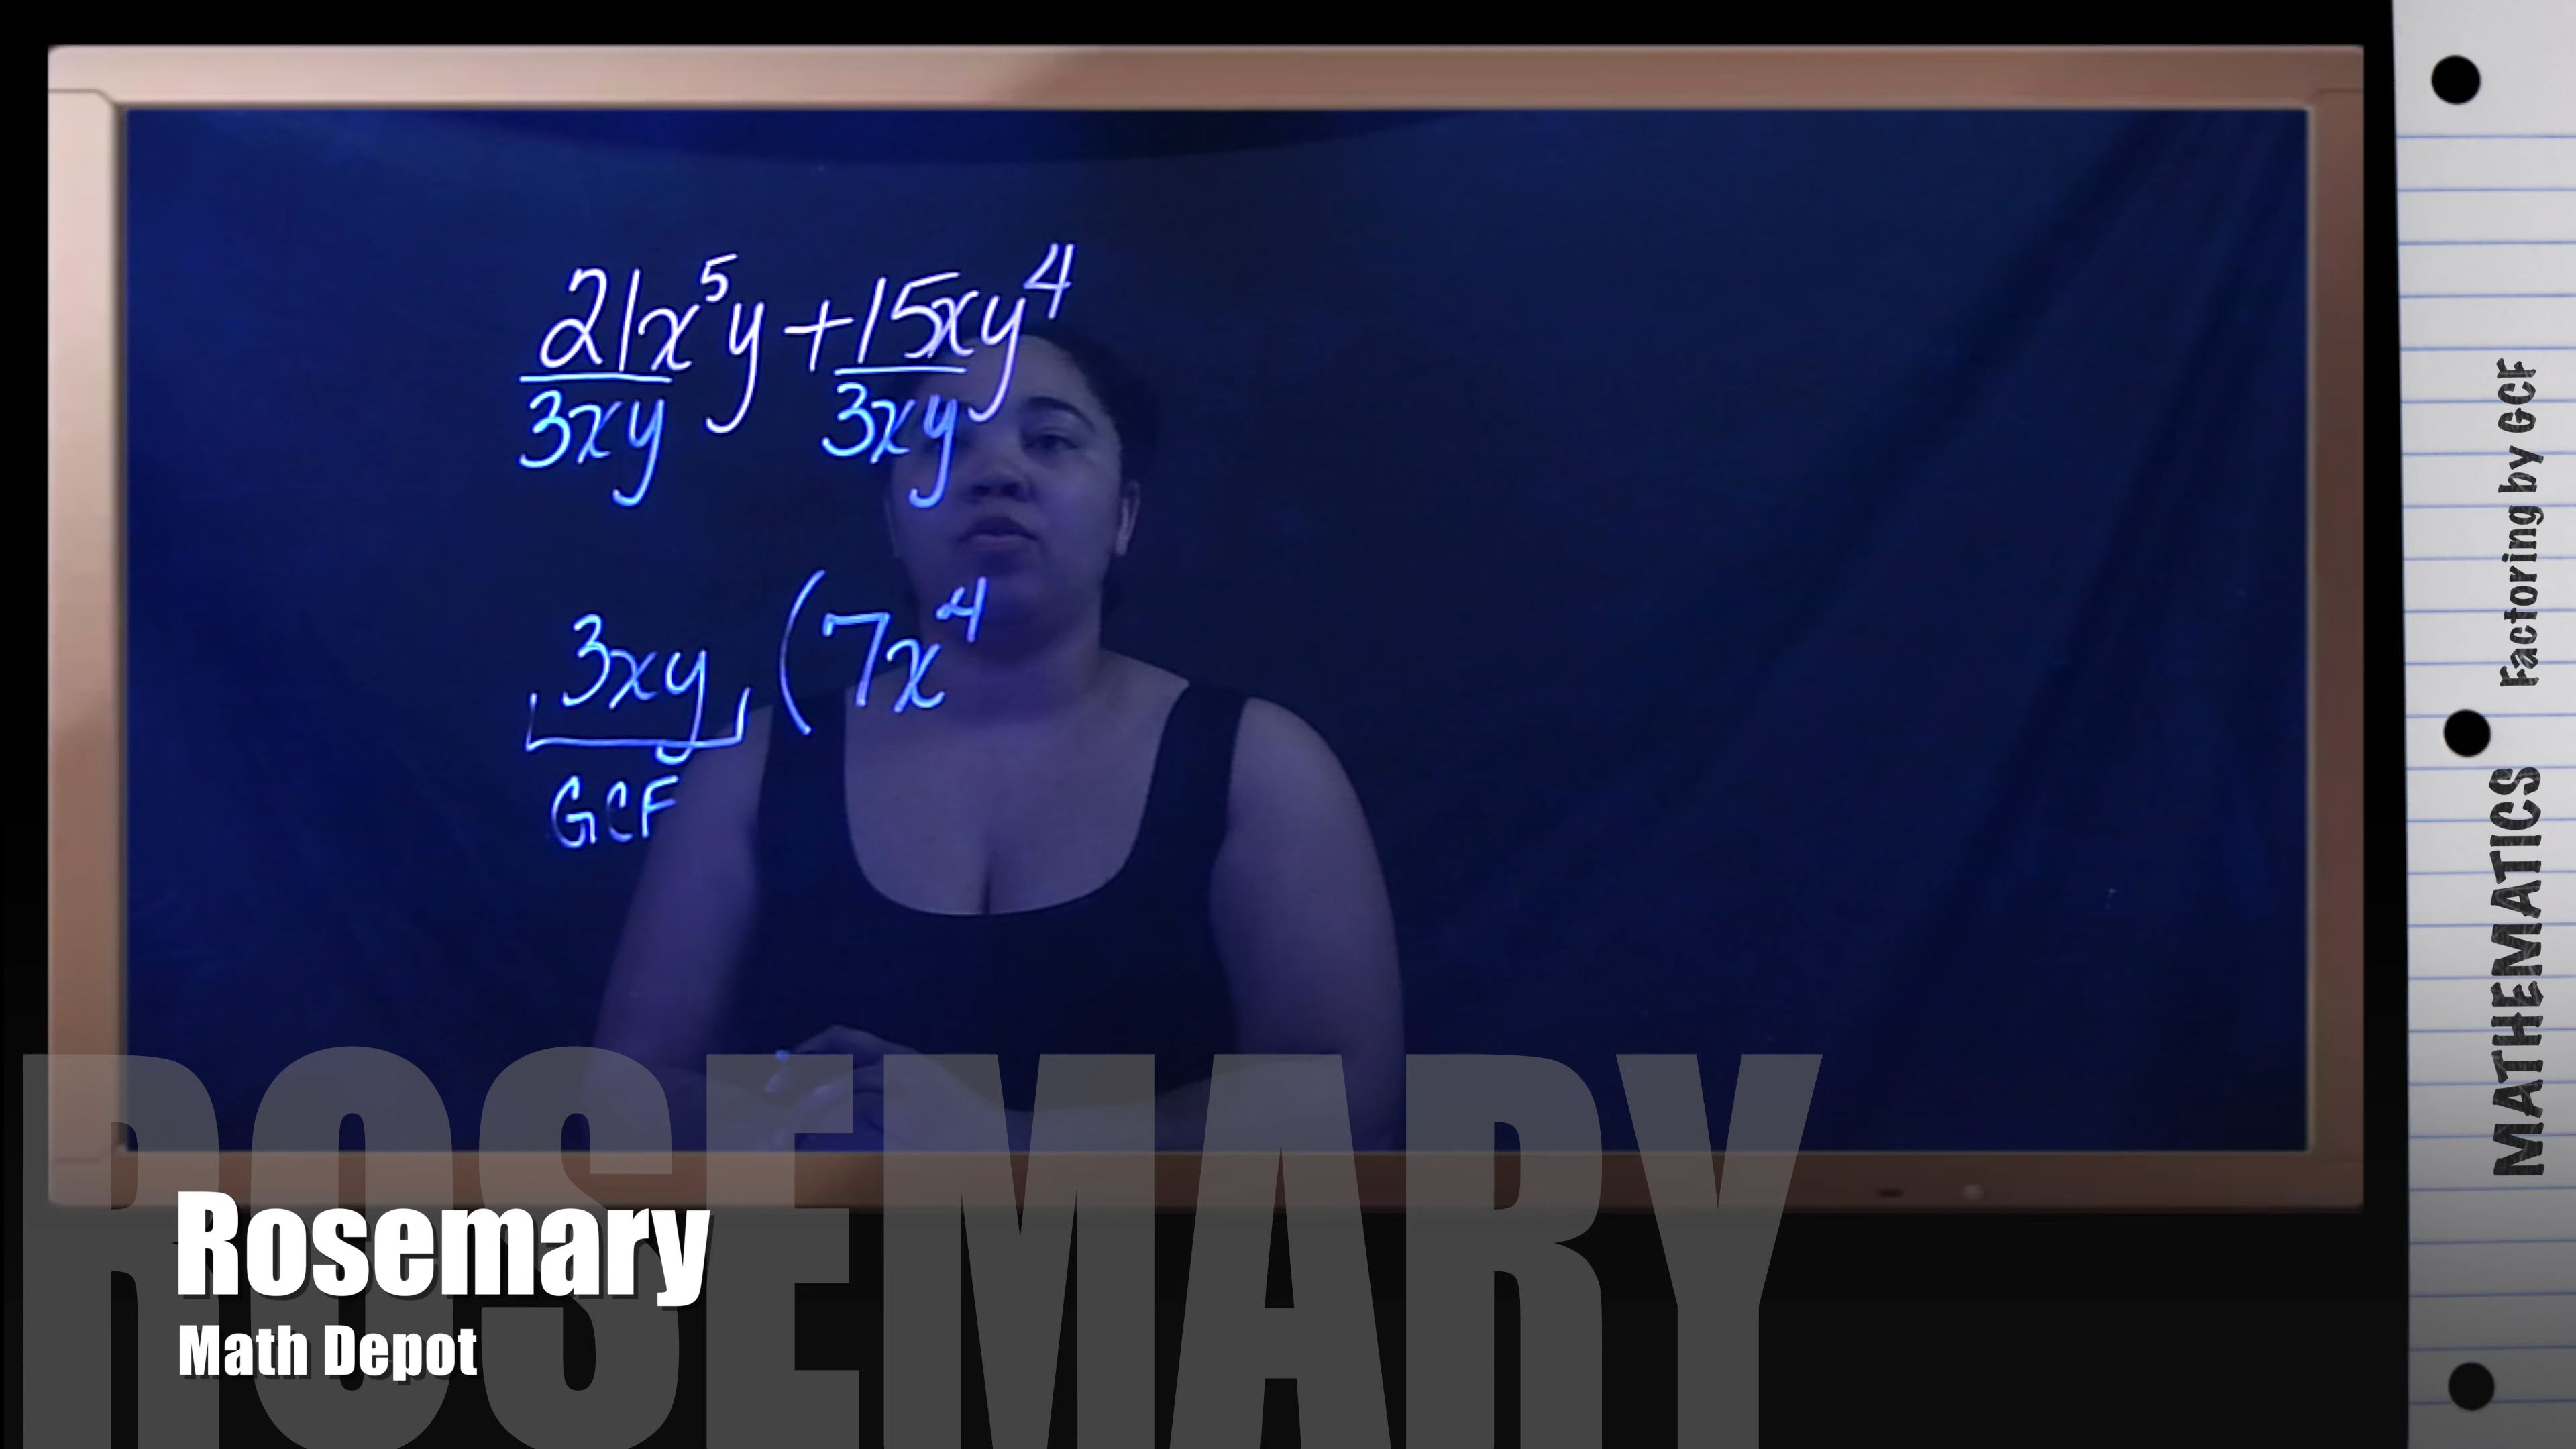 21x⁵y + 15xy⁴
3xy 3xy
3xy (7x⁴
GCF
ROSEMARY
Rosemary
Math Depot
MATHEMATICS Factoring by GCF